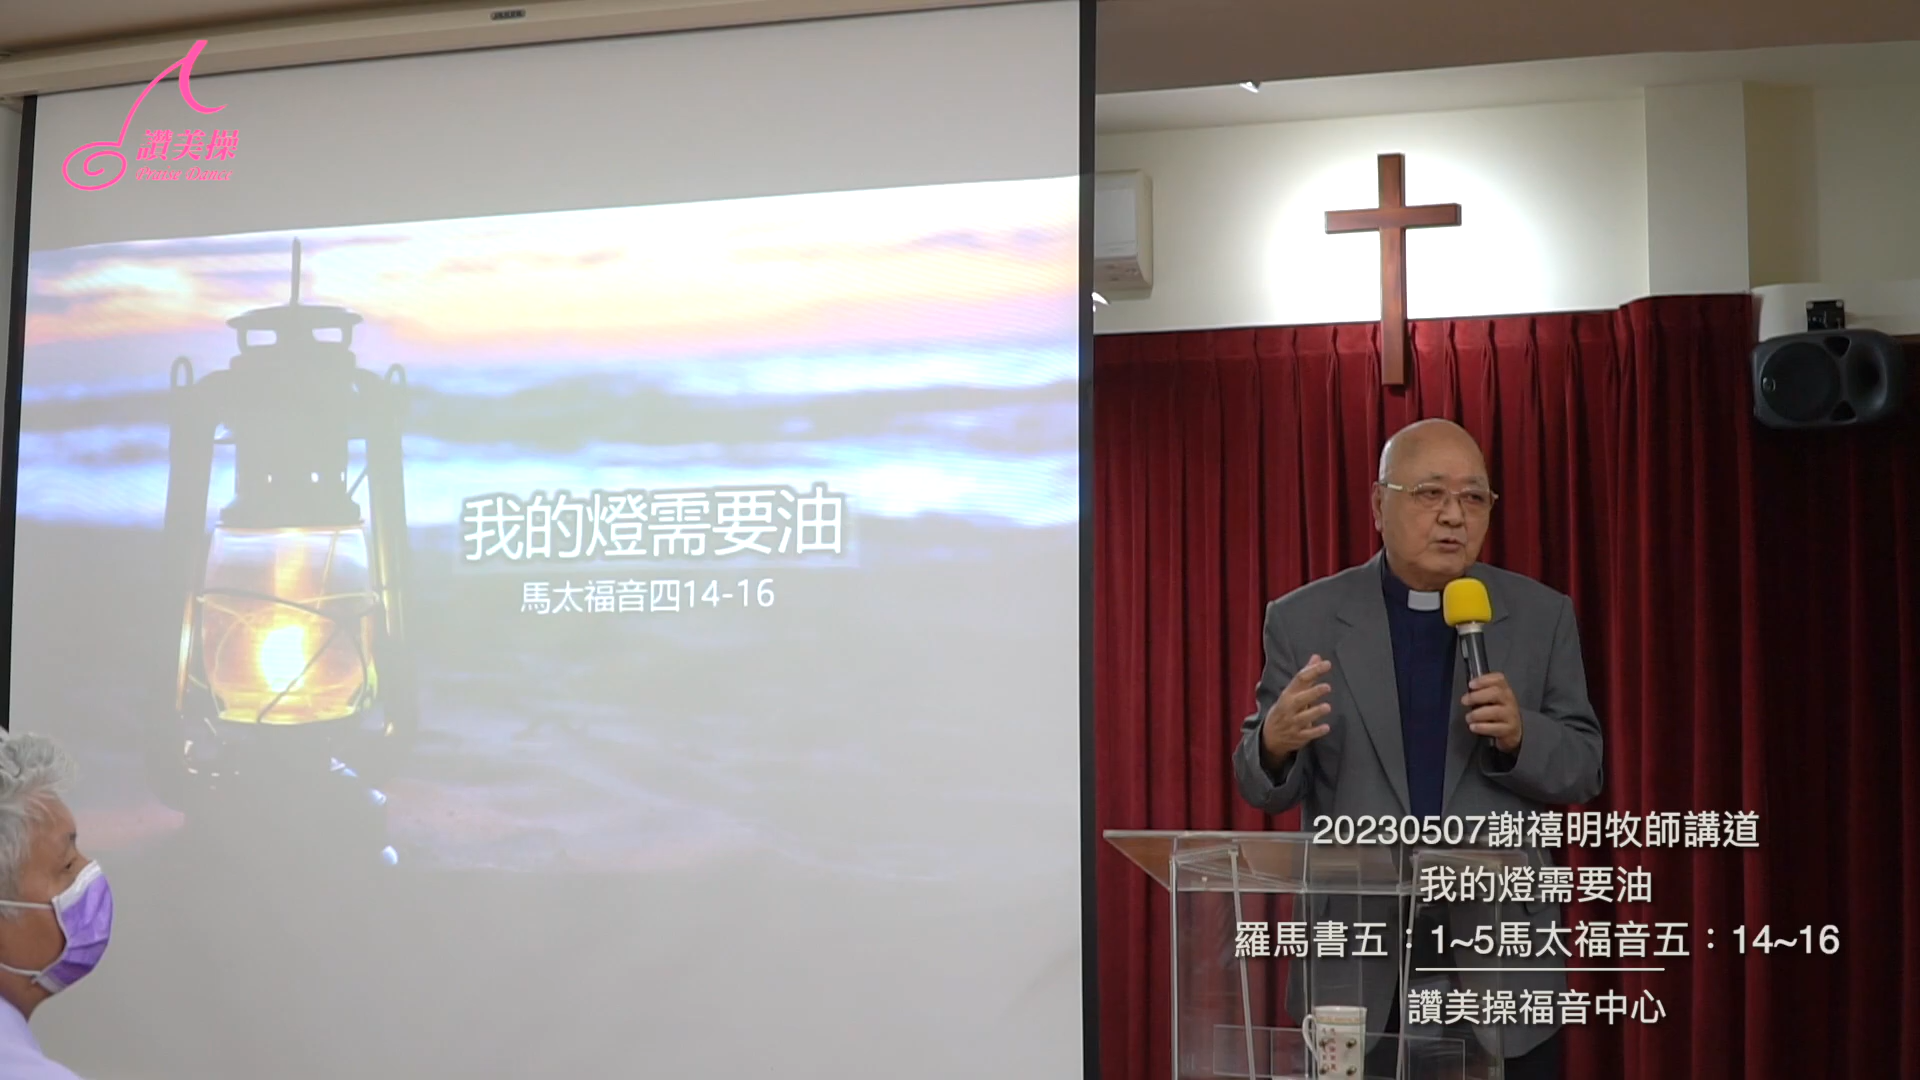 讚美操
Praise Dance
我的燈需要油
馬太福音四14-16
20230507謝禧明牧師講道
我的燈需要油
羅馬書五：1~5馬太福音五：14~16
讚美操福音中心